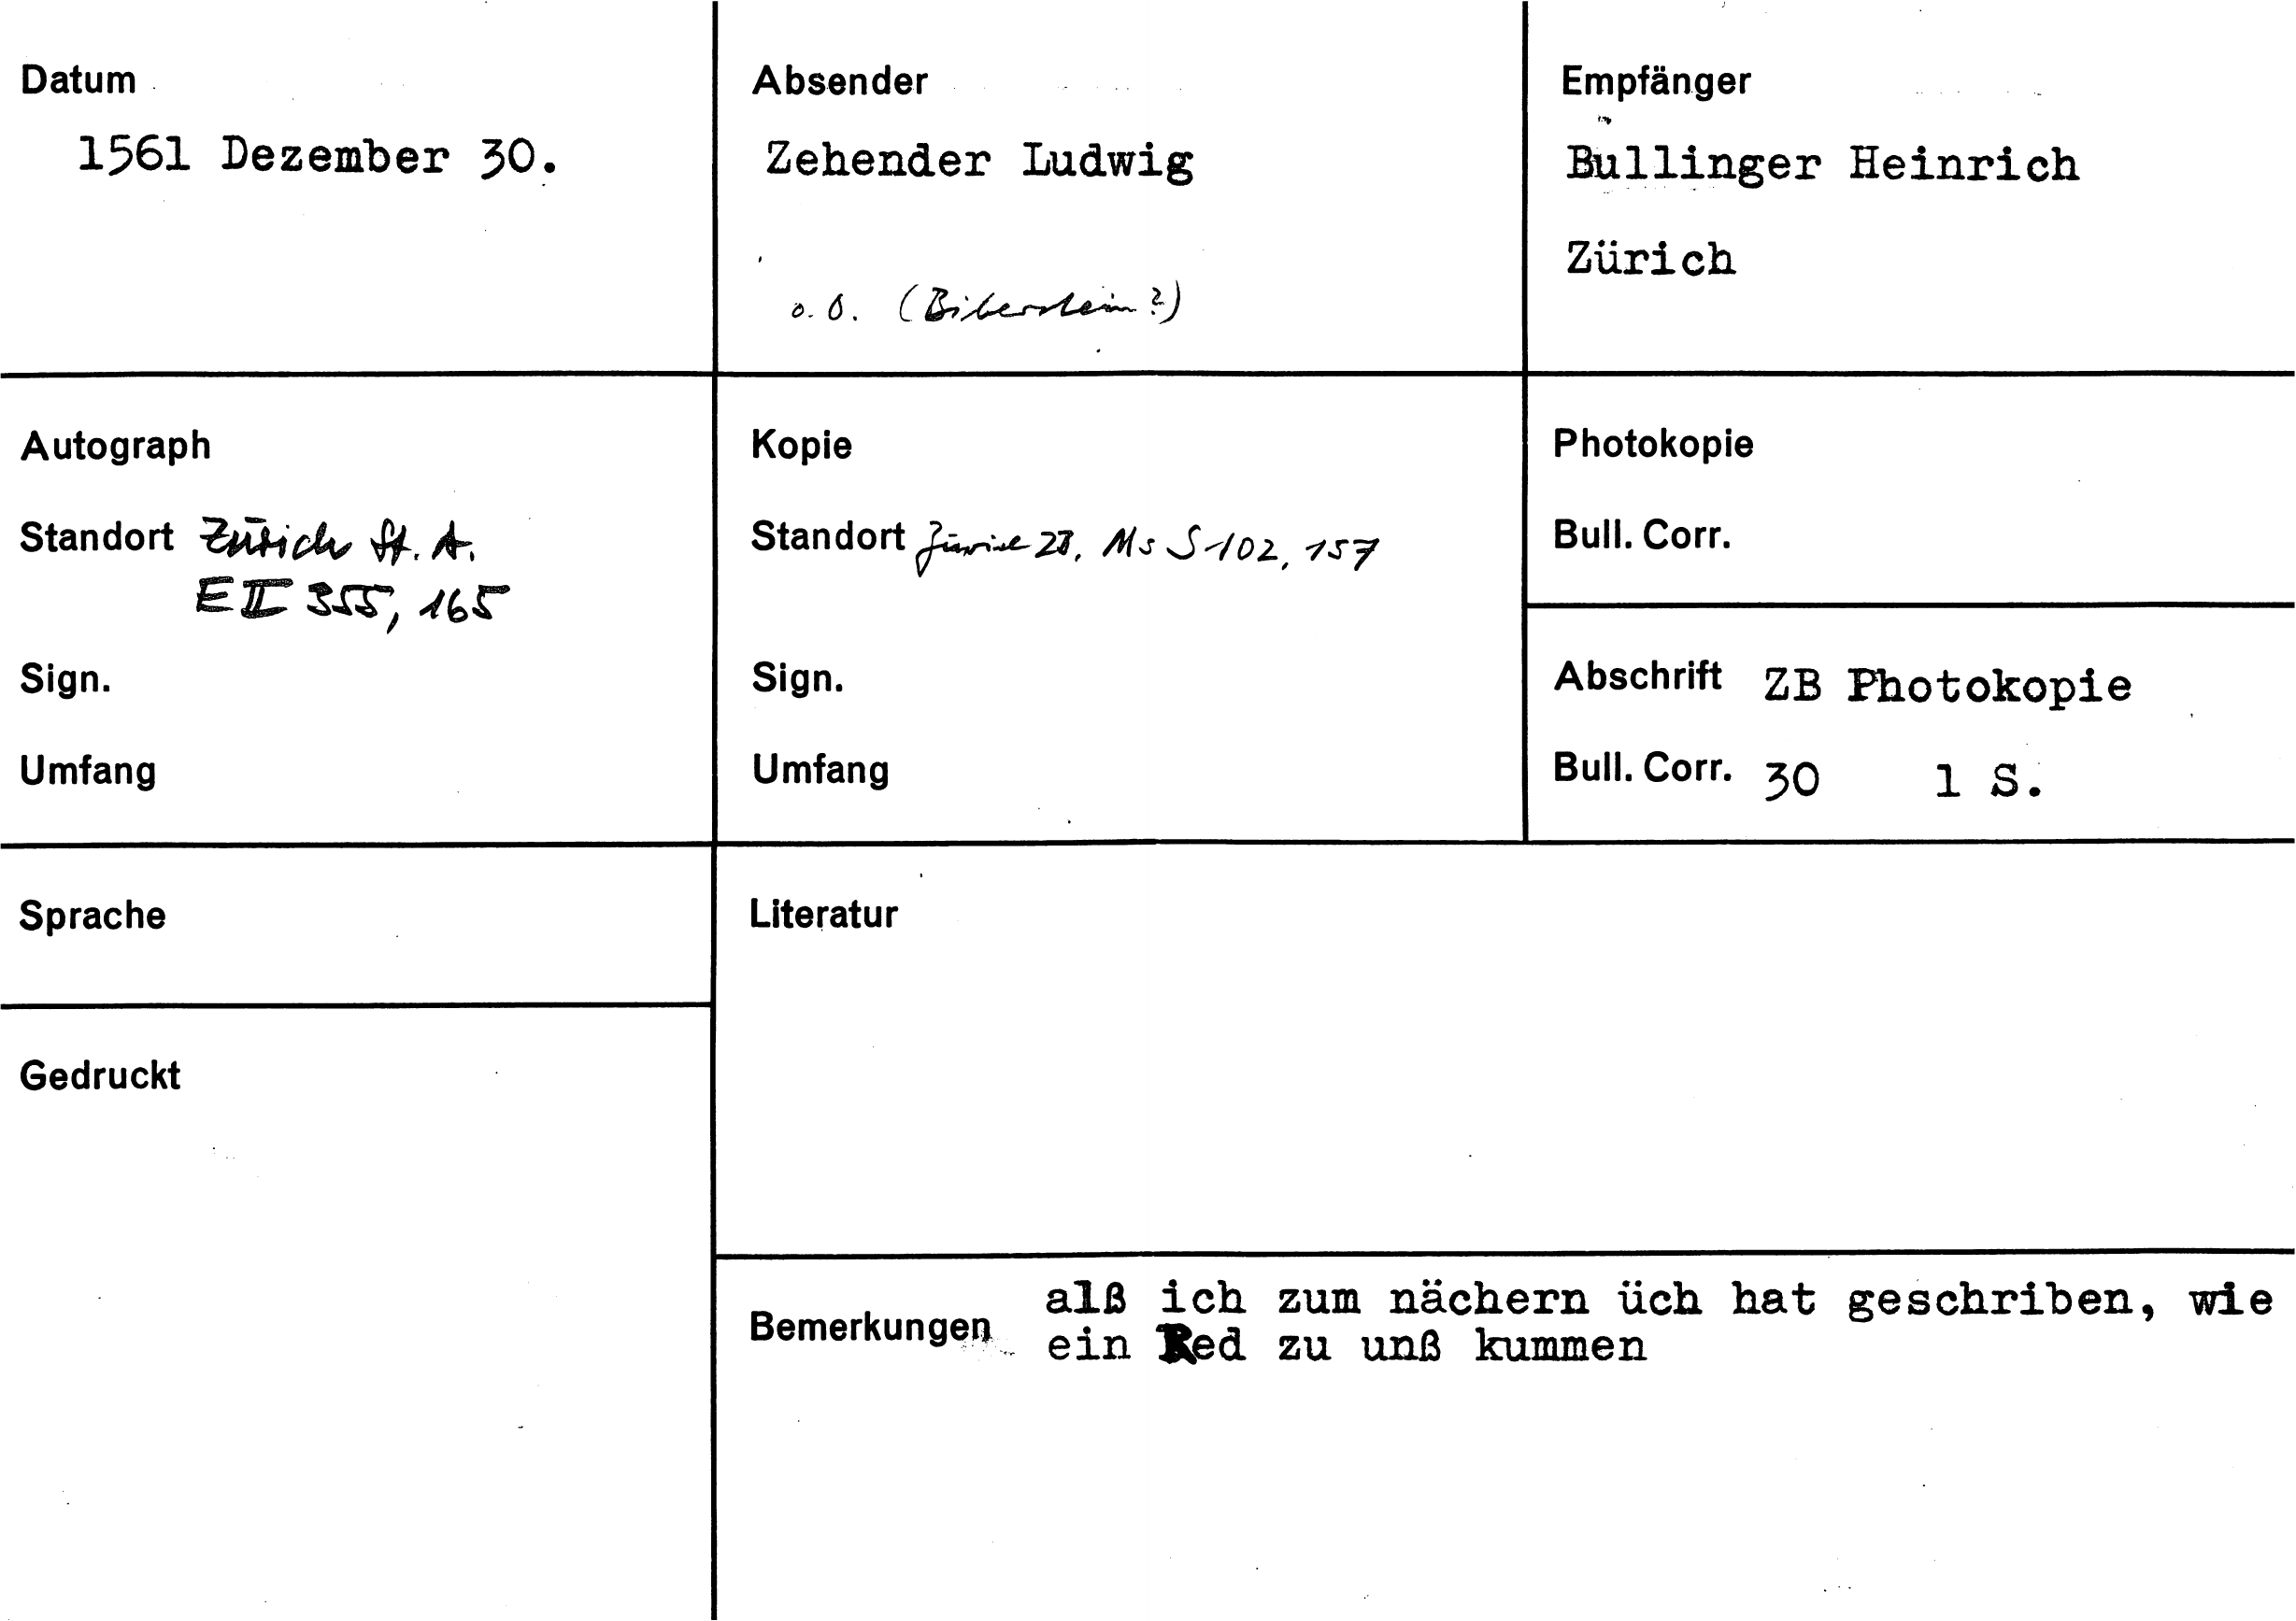 Datum
1561 Dezember 30.
Absender
Zehender Ludwig
o. O. (Biberstein?)
Empfänger
Bullinger Heinrich
Zürich
Autograph
Standort Zürich St. A.
E II 355, 165
Sign.
Umfang
Kopie
Standort Zürich ZB, Ms S 102, 157
Sign.
Umfang
Photokopie
Bull. Corr.
Abschrift ZB Photokopie
Bull. Corr. 30 1 S.
Sprache
Gedruckt
Literatur
Bemerkungen alß ich zum nächern üch hat geschriben, wie
ein Red zu unß kummen